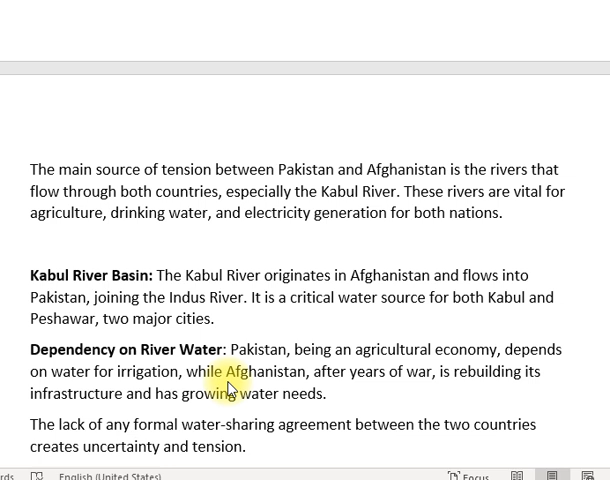 The main source of tension between Pakistan and Afghanistan is the rivers that
flow through both countries, especially the Kabul River. These rivers are vital for
agriculture, drinking water, and electricity generation for both nations.
Kabul River Basin: The Kabul River originates in Afghanistan and flows into
Pakistan, joining the Indus River. It is a critical water source for both Kabul and
Peshawar, two major cities.
Dependency on River Water: Pakistan, being an agricultural economy, depends
on water for irrigation, while Afghanistan, after years of war, is rebuilding its
infrastructure and has growing water needs.
The lack of any formal water-sharing agreement between the two countries
creates uncertainty and tension.
rds English (United States) Focus